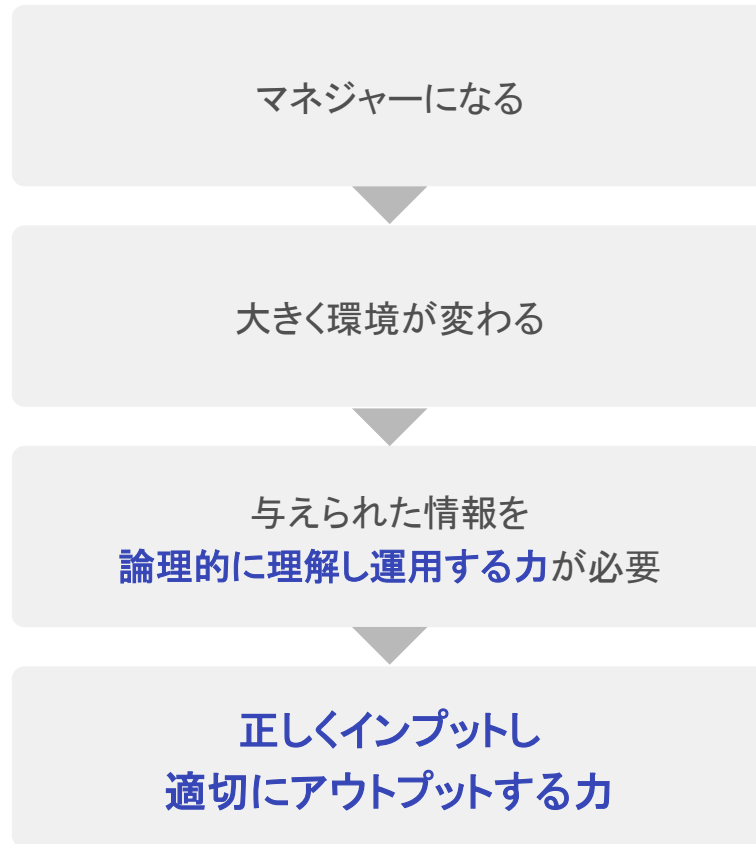 マネジャーになる
大きく環境が変わる
与えられた情報を
論理的に理解し運用する力が必要
正しくインプットし
適切にアウトプットする力